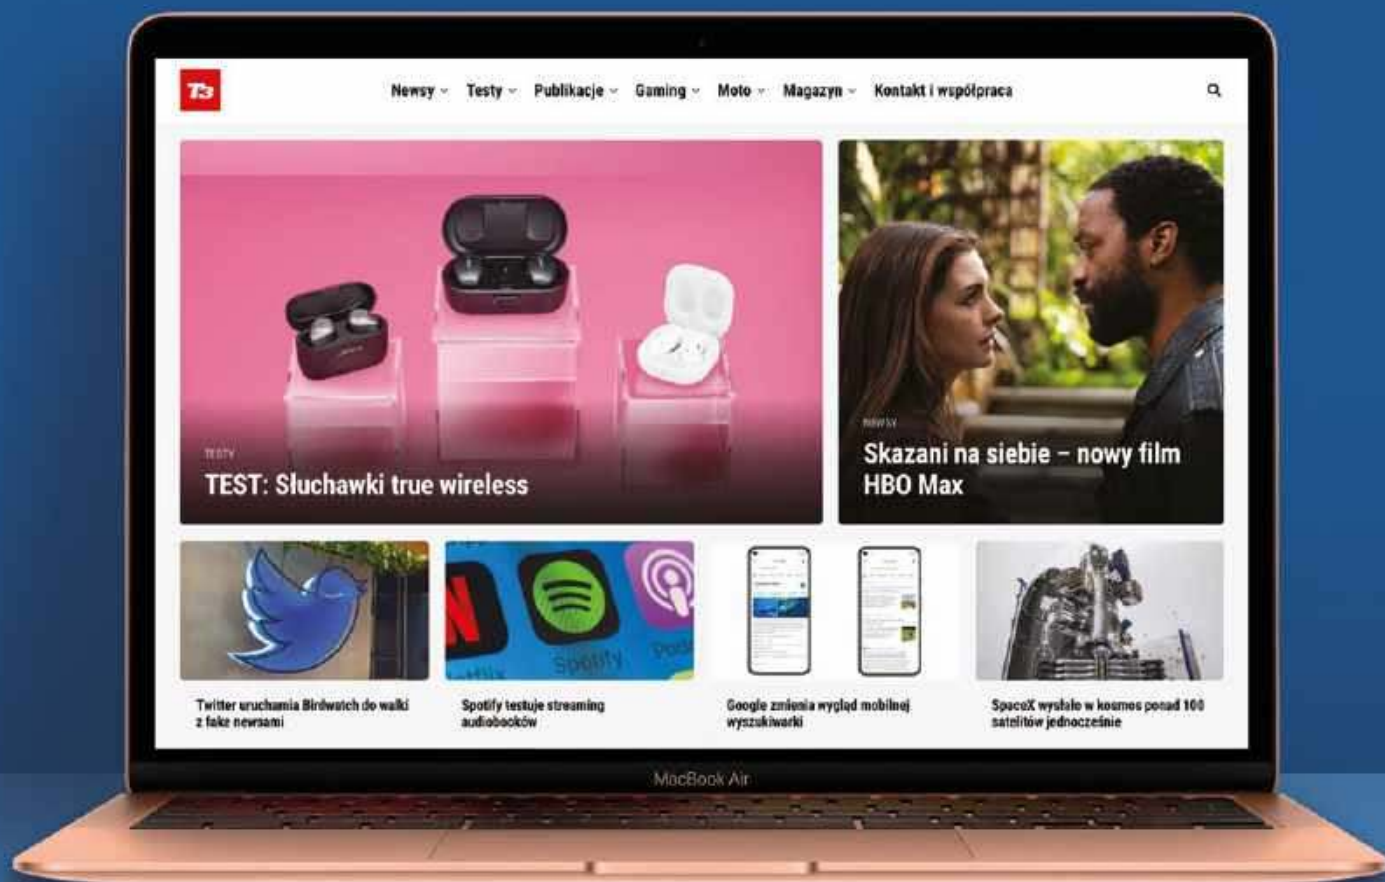 T3
Newsy
Testy
Publikacje
Gaming
Moto
Magazyn
Kontakt i współpraca
TESTY
TEST: Słuchawki true wireless
NEWSY
Skazani na siebie – nowy film
HBO Max
Spotify
Twitter uruchamia Birdwatch do walki
z fake newsami
Spotify testuje streaming
audiobooków
Google zmienia wygląd mobilnej
wyszukiwarki
SpaceX wysłało w kosmos ponad 100
satelitów jednocześnie
MacBook Air